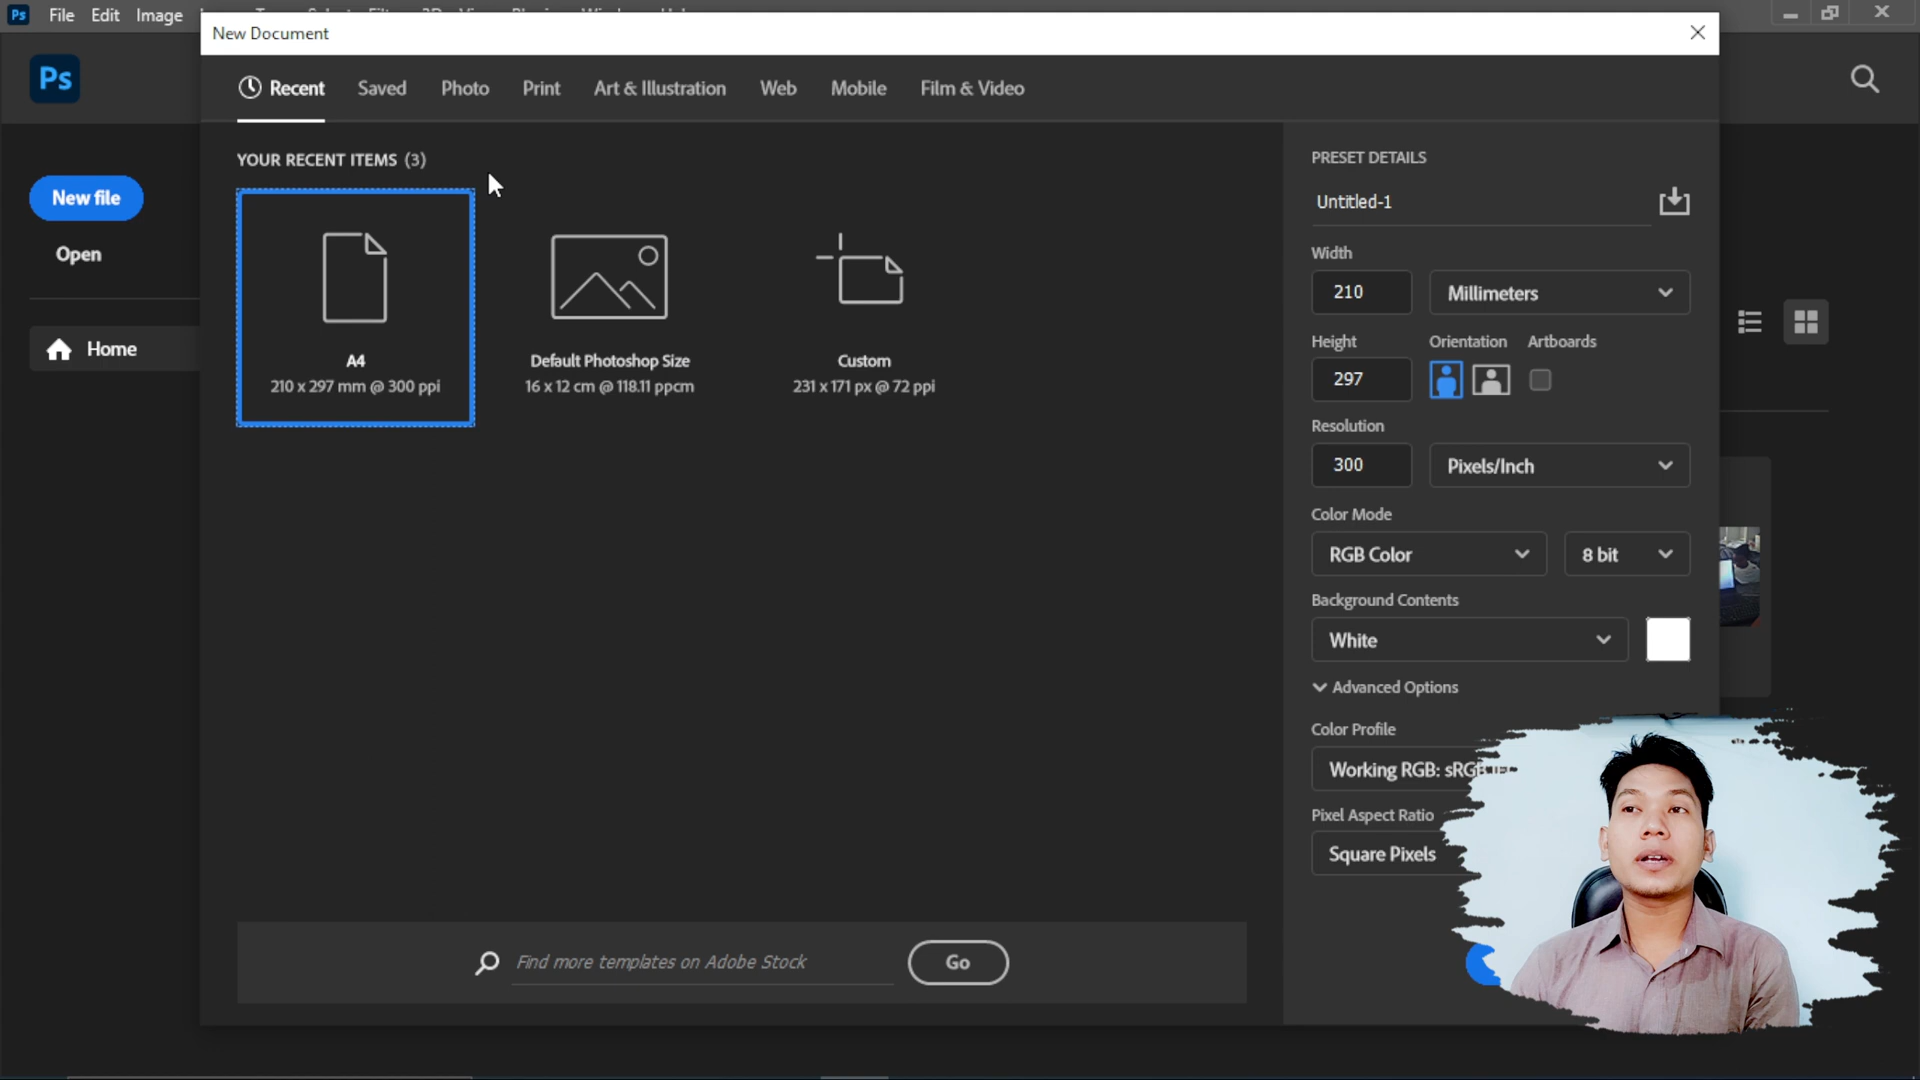 Ps File Edit Image
New Document
Ps
Recent Saved Photo Print Art & Illustration Web Mobile Film & Video
YOUR RECENT ITEMS (3)
PRESET DETAILS
New file
Untitled-1
Open
Width
210 Millimeters
Height Orientation Artboards
Home
A4
210 x 297 mm @ 300 ppi
Default Photoshop Size
16 x 12 cm @ 118.11 ppcm
Custom
231 x 171 px @ 72 ppi
297
Resolution
300 Pixels/Inch
Color Mode
RGB Color 8 bit
Background Contents
White
Advanced Options
Color Profile
Working RGB: sRGB
Pixel Aspect Ratio
Square Pixels
Find more templates on Adobe Stock Go